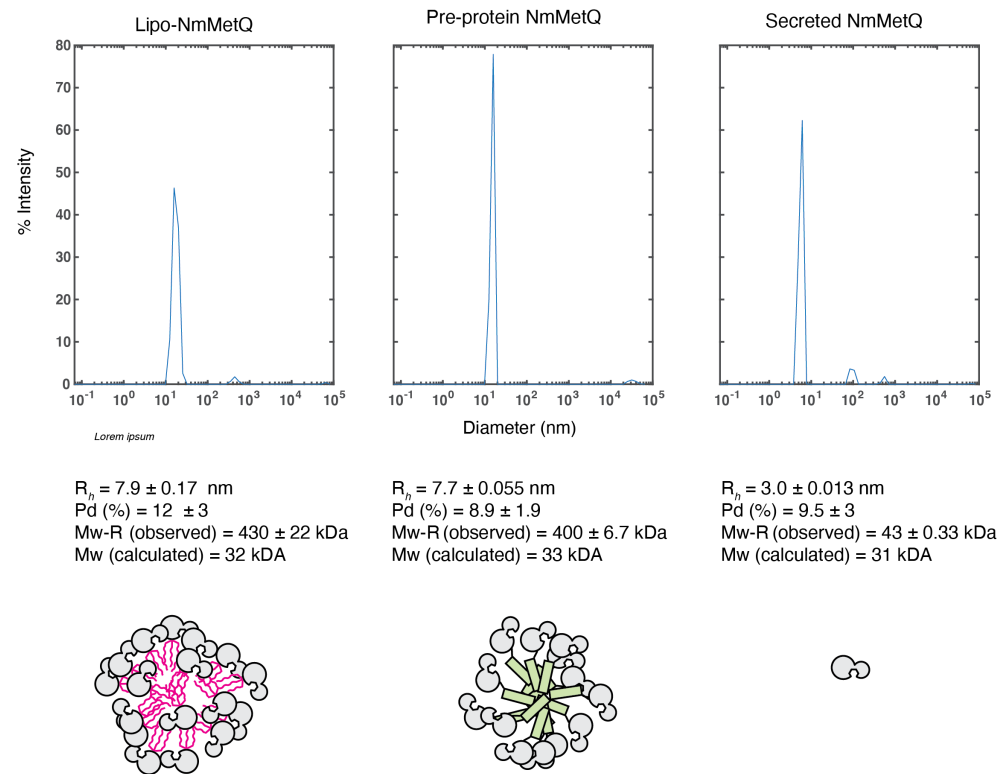 Lipo-NmMetQ
Pre-protein NmMetQ
Secreted NmMetQ
% Intensity
80
70
60
50
40
30
20
10
0
10^-1 10^0 10^1 10^2 10^3 10^4 10^5
10^-1 10^0 10^1 10^2 10^3 10^4 10^5
10^-1 10^0 10^1 10^2 10^3 10^4 10^5
Diameter (nm)
Lorem ipsum
R_h = 7.9 ± 0.17 nm
Pd (%) = 12 ± 3
Mw-R (observed) = 430 ± 22 kDa
Mw (calculated) = 32 kDA
R_h = 7.7 ± 0.055 nm
Pd (%) = 8.9 ± 1.9
Mw-R (observed) = 400 ± 6.7 kDa
Mw (calculated) = 33 kDA
R_h = 3.0 ± 0.013 nm
Pd (%) = 9.5 ± 3
Mw-R (observed) = 43 ± 0.33 kDa
Mw (calculated) = 31 kDA